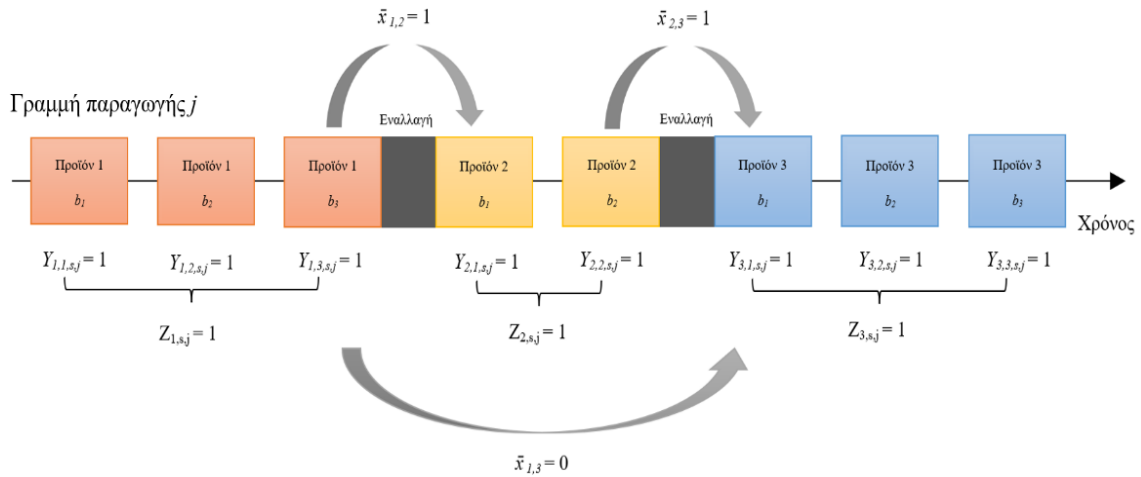 x̄1,2 = 1
x̄2,3 = 1
Γραμμή παραγωγής j
Εναλλαγή
Εναλλαγή
Προϊόν 1
b1
Προϊόν 1
b2
Προϊόν 1
b3
Προϊόν 2
b1
Προϊόν 2
b2
Προϊόν 3
b1
Προϊόν 3
b2
Προϊόν 3
b3
Χρόνος
Y1,1,s,j = 1
Y1,2,s,j = 1
Y1,3,s,j = 1
Y2,1,s,j = 1
Y2,2,s,j = 1
Y3,1,s,j = 1
Y3,2,s,j = 1
Y3,3,s,j = 1
Z1,s,j = 1
Z2,s,j = 1
Z3,s,j = 1
x̄1,3 = 0